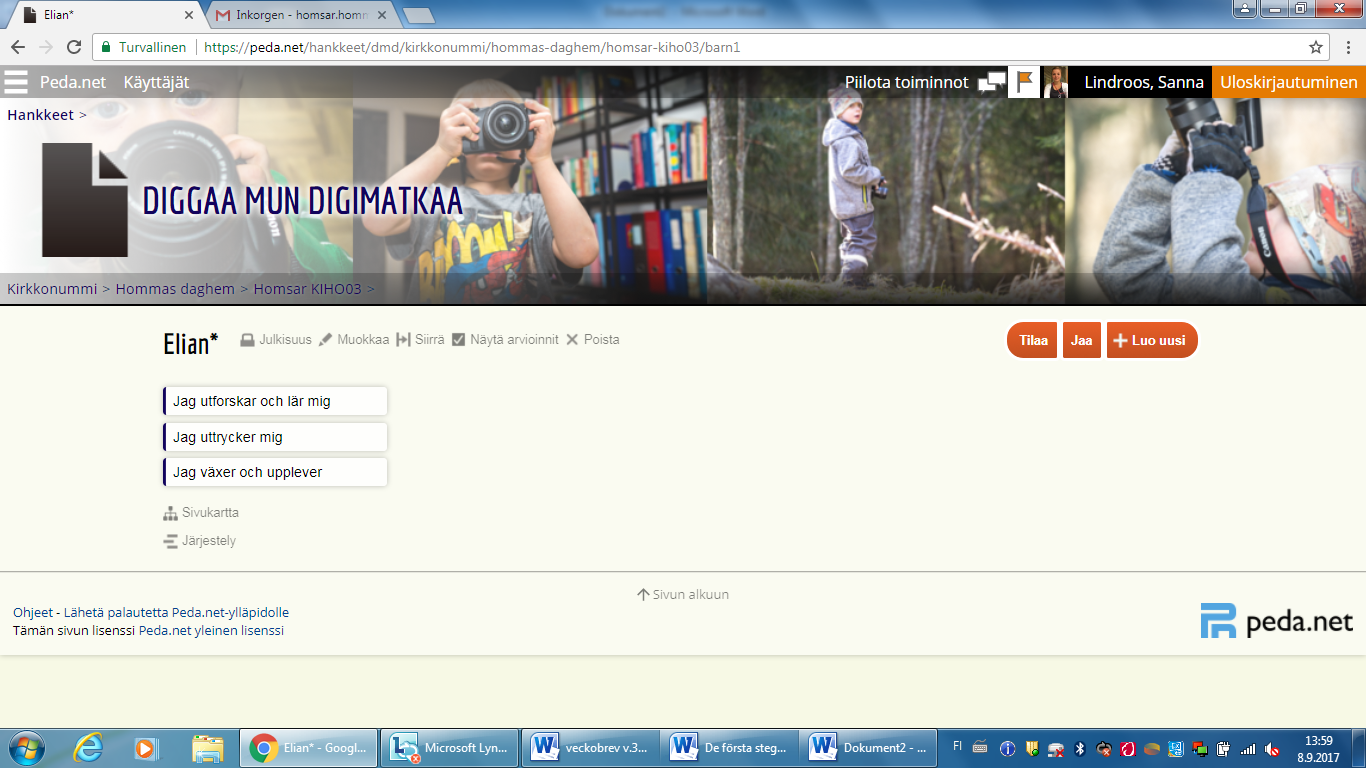 Elian*
Inkorgen - homsar.homm
Turvallinen
https://peda.net/hankkeet/dmd/kirkkonummi/hommas-daghem/homsar-kiho03/barn1
Peda.net Käyttäjät
Piilota toiminnot
Lindroos, Sanna
Uloskirjautuminen
Hankkeet >
DIGGAA MUN DIGIMATKAA
Kirkkonummi > Hommas daghem > Homsar KIHO03 >
Elian*
Julkisuus Muokkaa Siirrä Näytä arvioinnit Poista
Tilaa Jaa Luo uusi
Jag utforskar och lär mig
Jag uttrycker mig
Jag växer och upplever
Sivukartta
Järjestely
Sivun alkuun
Ohjeet - Lähetä palautetta Peda.net-ylläpidolle
Tämän sivun lisenssi Peda.net yleinen lisenssi
peda.net
Elian* - Googl...
Microsoft Lyn...
veckobrev v.3...
De första steg...
Dokument2 - ...
FI
13:59
8.9.2017